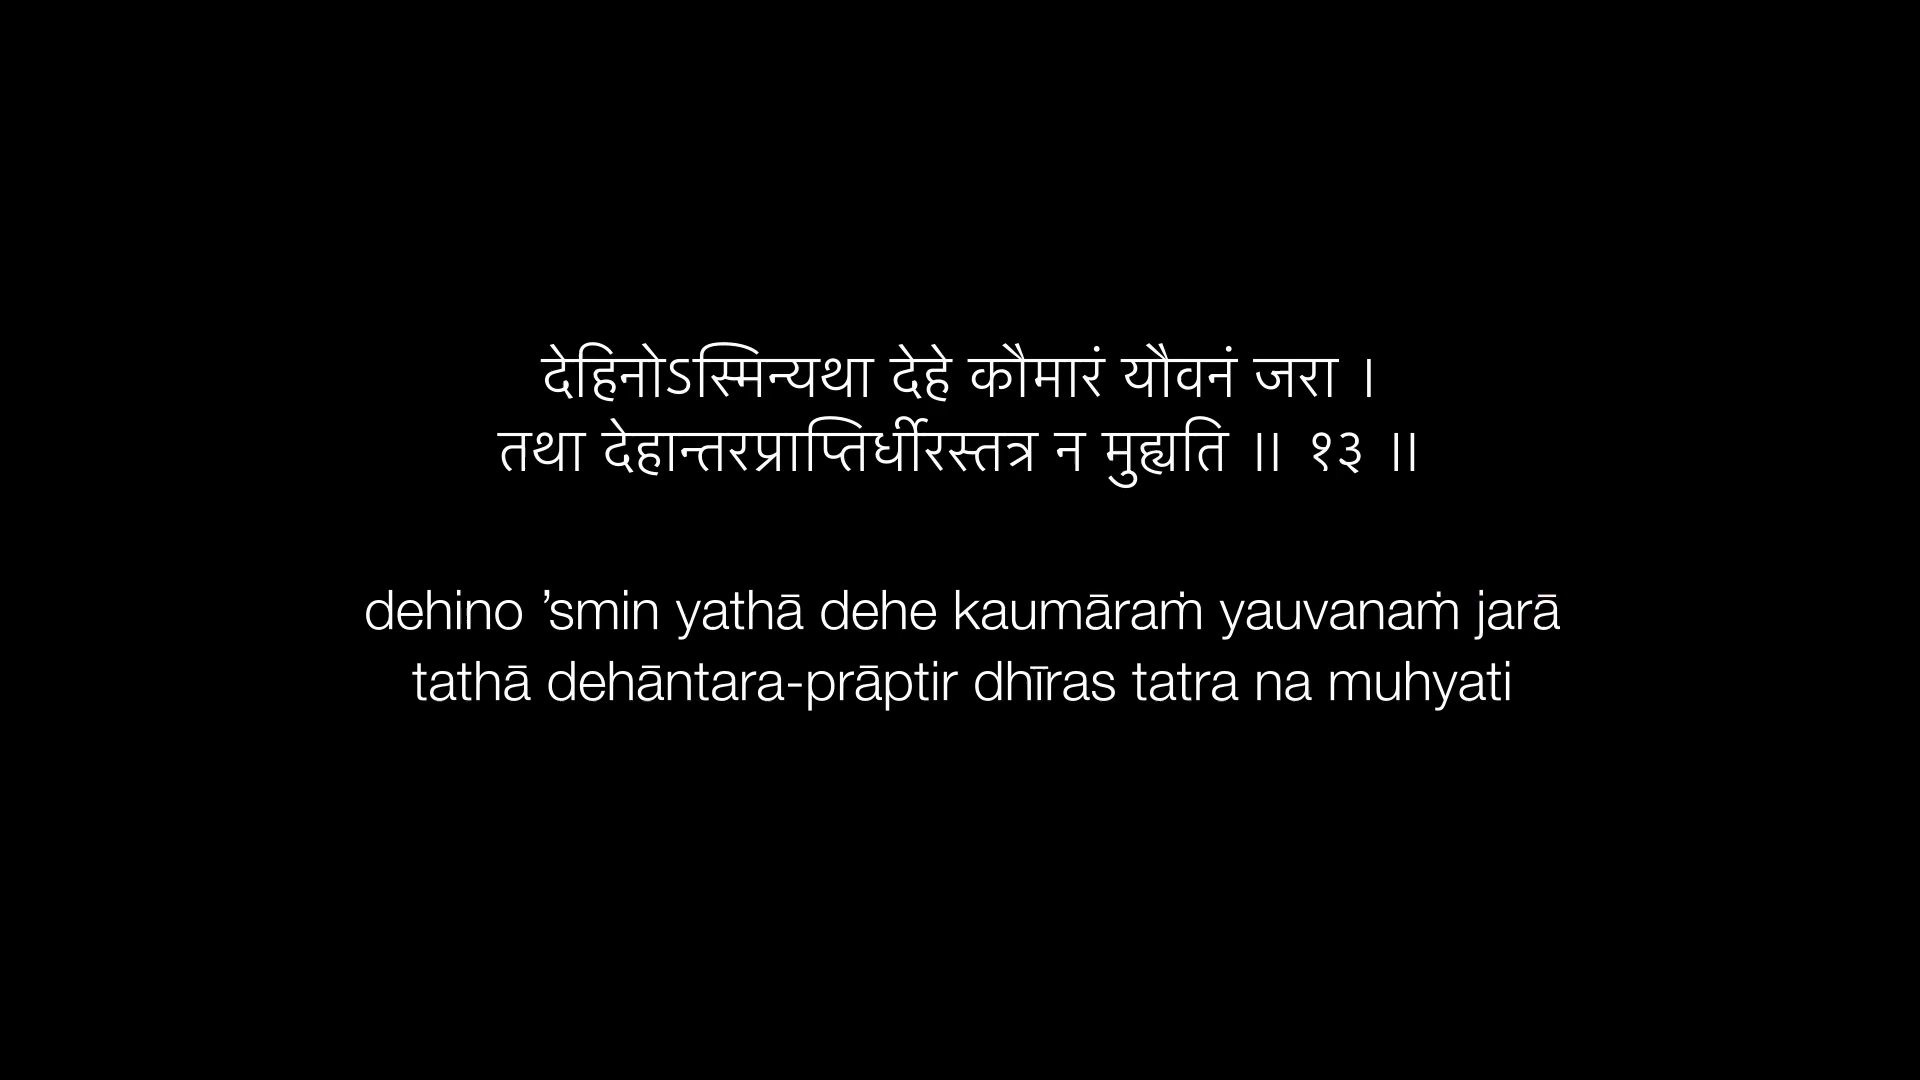 देहिनोऽस्मिन्यथा देहे कौमारं यौवनं जरा ।
तथा देहान्तरप्राप्तिर्धीरस्तत्र न मुह्यति ॥ १३ ॥
dehino ’smin yathā dehe kaumāraṁ yauvanaṁ jarā
tathā dehāntara-prāptir dhīras tatra na muhyati